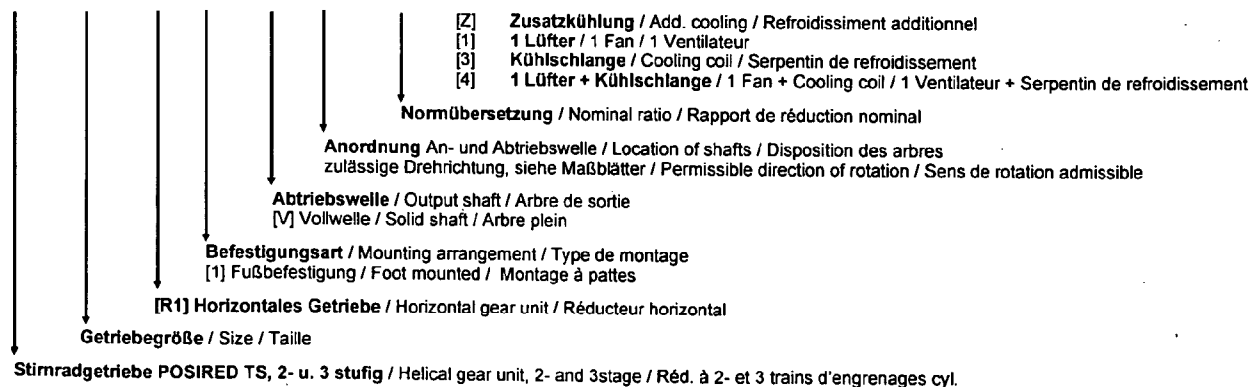 [Z] Zusatzkühlung / Add. cooling / Refroidissiment additionnel
[1] 1 Lüfter / 1 Fan / 1 Ventilateur
[3] Kühlschlange / Cooling coil / Serpentin de refroidissement
[4] 1 Lüfter + Kühlschlange / 1 Fan + Cooling coil / 1 Ventilateur + Serpentin de refroidissement
Normübersetzung / Nominal ratio / Rapport de réduction nominal
Anordnung An- und Abtriebswelle / Location of shafts / Disposition des arbres
zulässige Drehrichtung, siehe Maßblätter / Permissible direction of rotation / Sens de rotation admissible
Abtriebswelle / Output shaft / Arbre de sortie
[V] Vollwelle / Solid shaft / Arbre plein
Befestigungsart / Mounting arrangement / Type de montage
[1] Fußbefestigung / Foot mounted / Montage à pattes
[R1] Horizontales Getriebe / Horizontal gear unit / Réducteur horizontal
Getriebegröße / Size / Taille
Stirnradgetriebe POSIRED TS, 2- u. 3 stufig / Helical gear unit, 2- and 3stage / Réd. à 2- et 3 trains d'engrenages cyl.